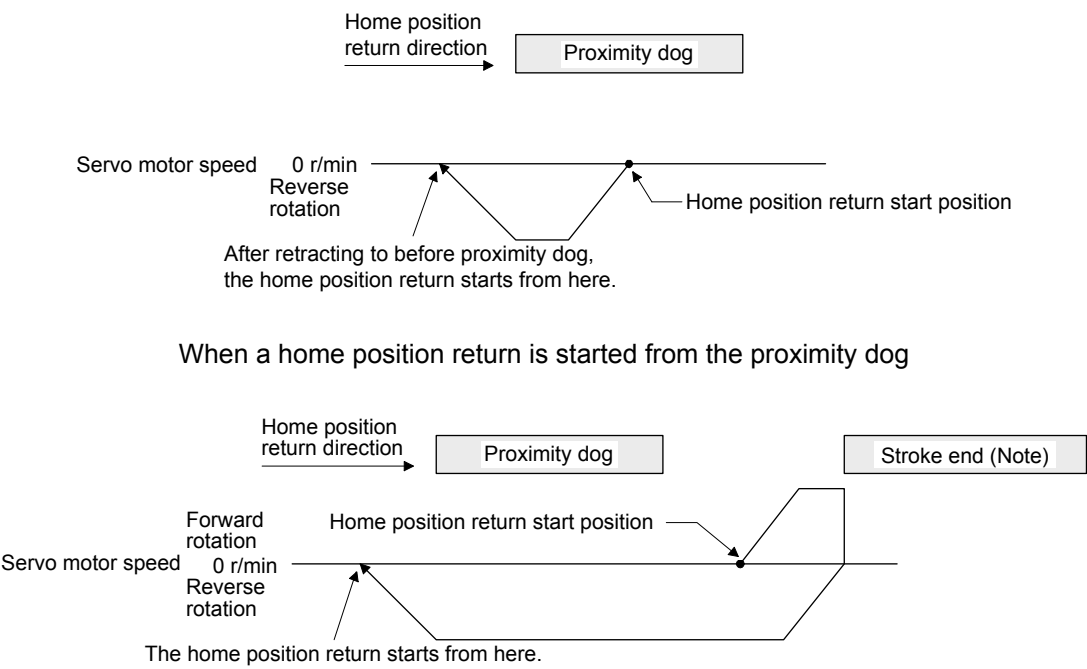 Home position
return direction
Proximity dog
Servo motor speed 0 r/min
Reverse
rotation
Home position return start position
After retracting to before proximity dog,
the home position return starts from here.
When a home position return is started from the proximity dog
Home position
return direction
Proximity dog
Stroke end (Note)
Forward
rotation
Home position return start position
Servo motor speed 0 r/min
Reverse
rotation
The home position return starts from here.